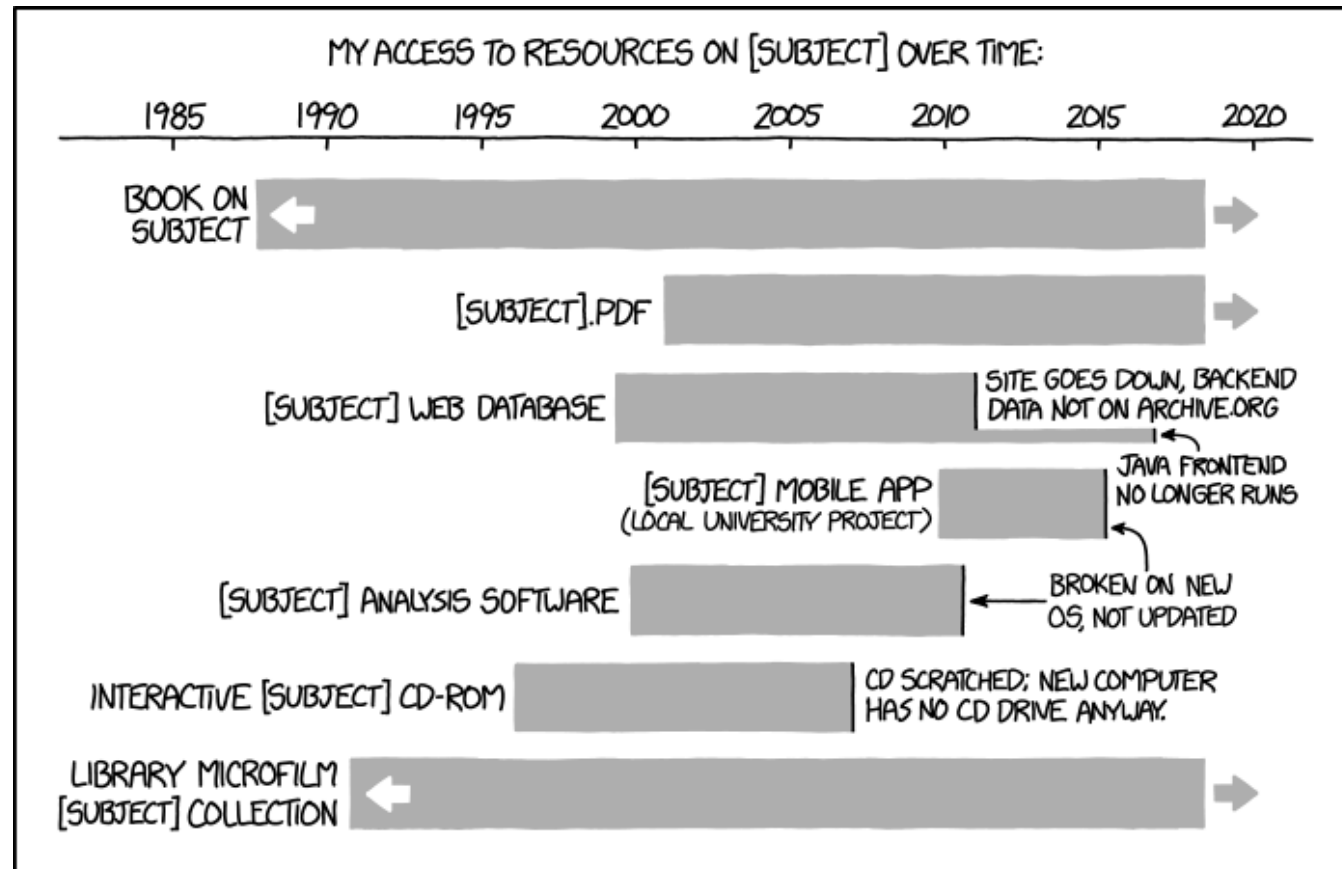 MY ACCESS TO RESOURCES ON [SUBJECT] OVER TIME:
1985 1990 1995 2000 2005 2010 2015 2020
BOOK ON
SUBJECT
[SUBJECT].PDF
[SUBJECT] WEB DATABASE
SITE GOES DOWN, BACKEND
DATA NOT ON ARCHIVE.ORG
JAVA FRONTEND
NO LONGER RUNS
[SUBJECT] MOBILE APP
(LOCAL UNIVERSITY PROJECT)
[SUBJECT] ANALYSIS SOFTWARE
BROKEN ON NEW
OS, NOT UPDATED
INTERACTIVE [SUBJECT] CD-ROM
CD SCRATCHED; NEW COMPUTER
HAS NO CD DRIVE ANYWAY.
LIBRARY MICROFILM
[SUBJECT] COLLECTION